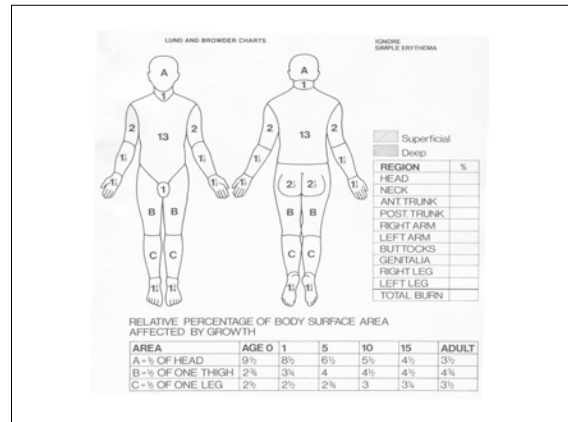 LUND AND BROWDER CHARTS
IGNORE
SIMPLE ERYTHEMA
A
1
2 13 2
1½ 1½
1½ 1 1½
B B
C C
1¾ 1¾
1
2 13 2
1½ 1½
1½ 2½ 2½ 1½
B B
C C
1¾ 1¾
Superficial
Deep
REGION %
HEAD
NECK
ANT. TRUNK
POST. TRUNK
RIGHT ARM
LEFT ARM
BUTTOCKS
GENITALIA
RIGHT LEG
LEFT LEG
TOTAL BURN
RELATIVE PERCENTAGE OF BODY SURFACE AREA
AFFECTED BY GROWTH
AREA AGE 0 1 5 10 15 ADULT
A = ½ OF HEAD 9½ 8½ 6½ 5½ 4½ 3½
B = ½ OF ONE THIGH 2¾ 3¼ 4 4½ 4½ 4¾
C = ½ OF ONE LEG 2½ 2½ 2¾ 3 3¼ 3½